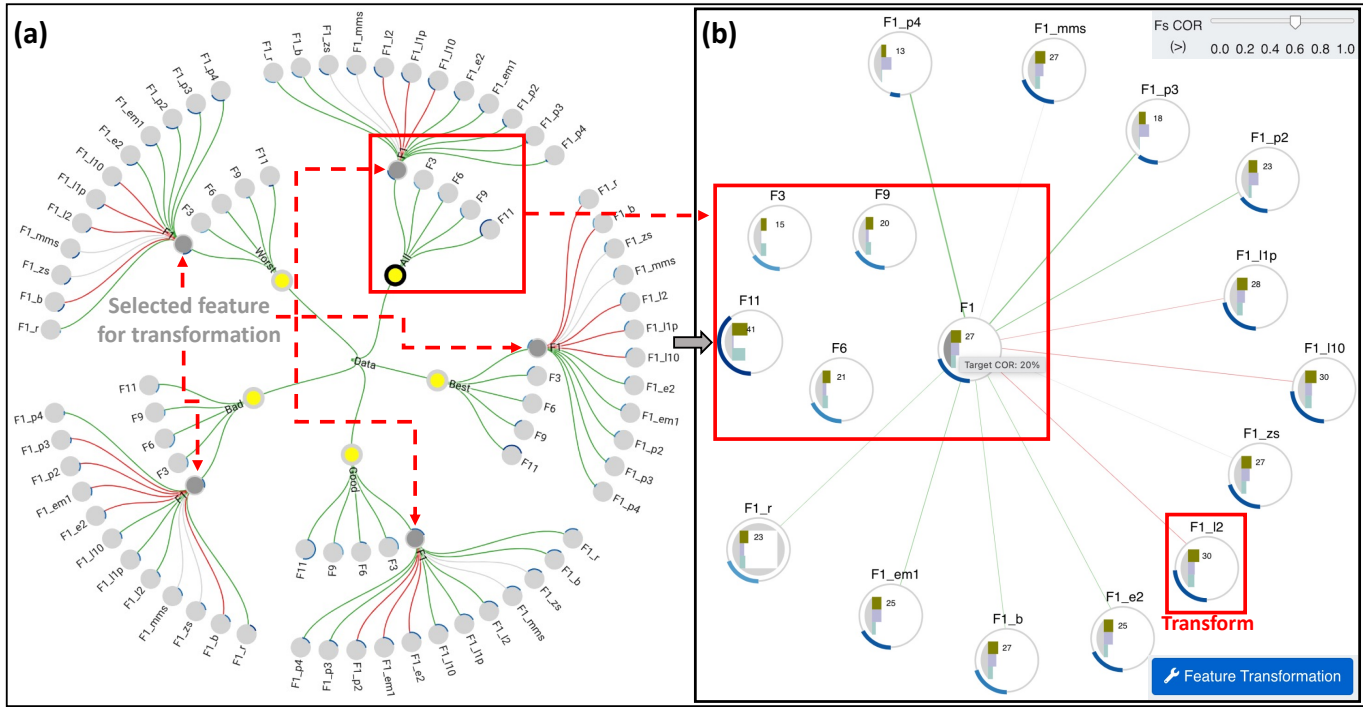 (a)
F1_r
F1_b
F1_zs
F1_mms
F1_l2
F1_l1p
F1_l10
F1_e2
F1_em1
F1_p2
F1_p3
F1_p4
F1
F3
F6
F9
F11
All
F1_p4
F1_p3
F1_p2
F1_em1
F1_e2
F1_l10
F1_l1p
F1_l2
F1_mms
F1_zs
F1_b
F1_r
F1
F3
F6
F9
F11
Worst
Selected feature
for transformation
Data
F1_r
F1_b
F1_zs
F1_mms
F1_l2
F1_l1p
F1_l10
F1_e2
F1_em1
F1_p2
F1_p3
F1_p4
F1
F3
F6
F9
F11
Best
F11
F9
F6
F3
Bad
F1
F1_p4
F1_p3
F1_p2
F1_em1
F1_e2
F1_l10
F1_l1p
F1_l2
F1_mms
F1_zs
F1_b
F1_r
Good
F11
F9
F6
F3
F1
F1_r
F1_b
F1_zs
F1_mms
F1_l2
F1_l1p
F1_l10
F1_e2
F1_em1
F1_p2
F1_p3
F1_p4
(b)
Fs COR
(>)
0.0 0.2 0.4 0.6 0.8 1.0
F1_p4
13
F1_mms
27
F1_p3
18
F1_p2
23
F3
15
F9
20
F1_l1p
28
F11
41
F6
21
F1
27
Target COR: 20%
F1_l10
30
F1_zs
27
F1_r
23
F1_l2
30
Transform
F1_em1
25
F1_b
27
F1_e2
25
Feature Transformation